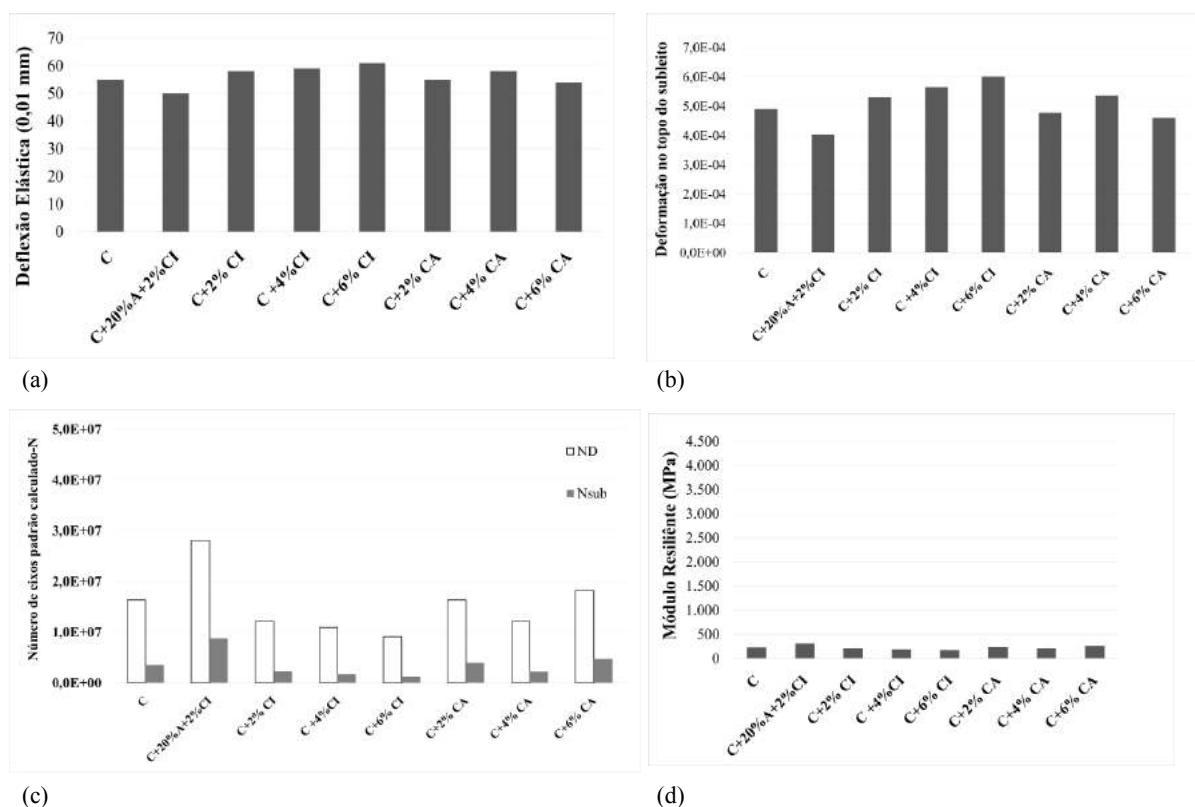 Deflexão Elástica (0,01 mm)
70
60
50
40
30
20
10
0
C
C+20%A+2%CI
C+2% CI
C +4%CI
C+6% CI
C+2% CA
C+4% CA
C+6% CA
(a)
Deformação no topo do subleito
7,0E-04
6,0E-04
5,0E-04
4,0E-04
3,0E-04
2,0E-04
1,0E-04
0,0E+00
C
C+20%A+2%CI
C+2% CI
C +4%CI
C+6% CI
C+2% CA
C+4% CA
C+6% CA
(b)
Número de eixos padrão calculado-N
5,0E+07
4,0E+07
3,0E+07
2,0E+07
1,0E+07
0,0E+00
ND
Nsub
C
C+20%A+2%CI
C+2% CI
C +4%CI
C+6% CI
C+2% CA
C+4% CA
C+6% CA
(c)
Módulo Resiliênte (MPa)
4.500
4.000
3.000
2.500
2.000
1.000
500
0
C
C+20%A+2%CI
C+2% CI
C +4%CI
C+6% CI
C+2% CA
C+4% CA
C+6% CA
(d)